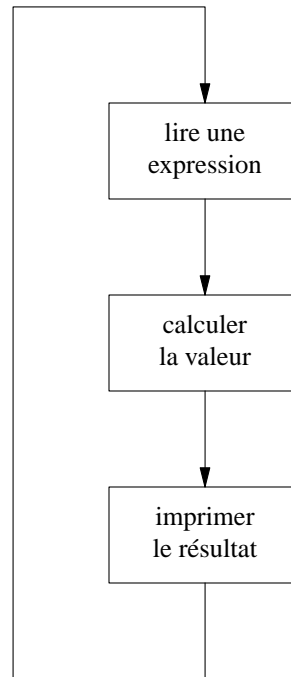 lire une
expression
calculer
la valeur
imprimer
le résultat